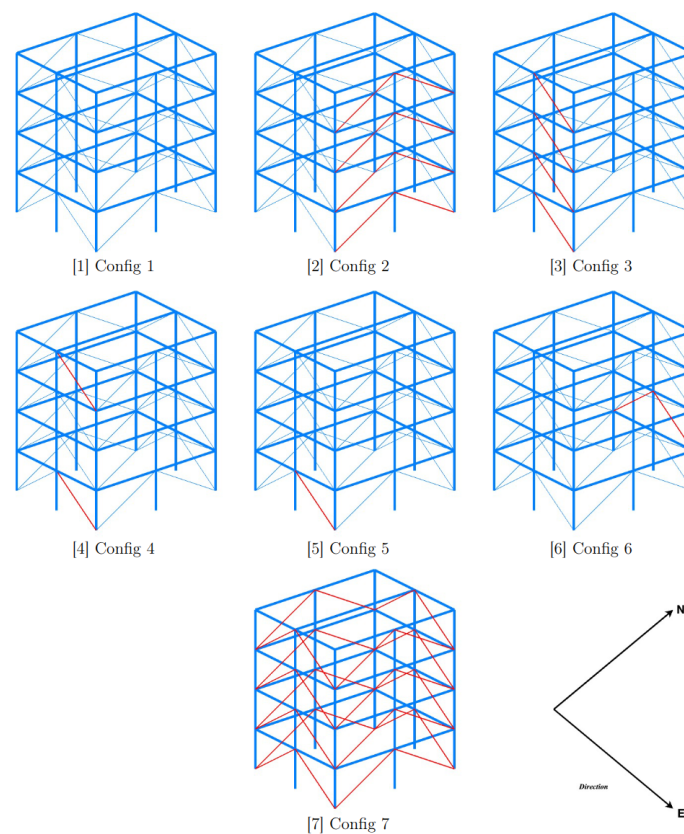 [1] Config 1
[2] Config 2
[3] Config 3
[4] Config 4
[5] Config 5
[6] Config 6
[7] Config 7
N
Direction
E